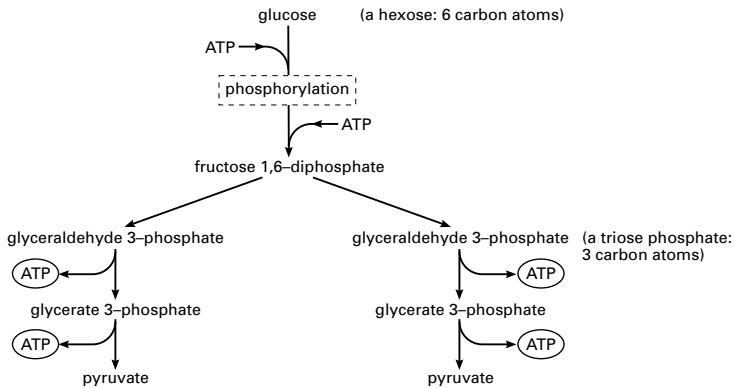 glucose (a hexose: 6 carbon atoms)
ATP
phosphorylation
ATP
fructose 1,6–diphosphate
glyceraldehyde 3–phosphate
glyceraldehyde 3–phosphate
(a triose phosphate:
3 carbon atoms)
ATP
ATP
glycerate 3–phosphate
glycerate 3–phosphate
ATP
ATP
pyruvate
pyruvate